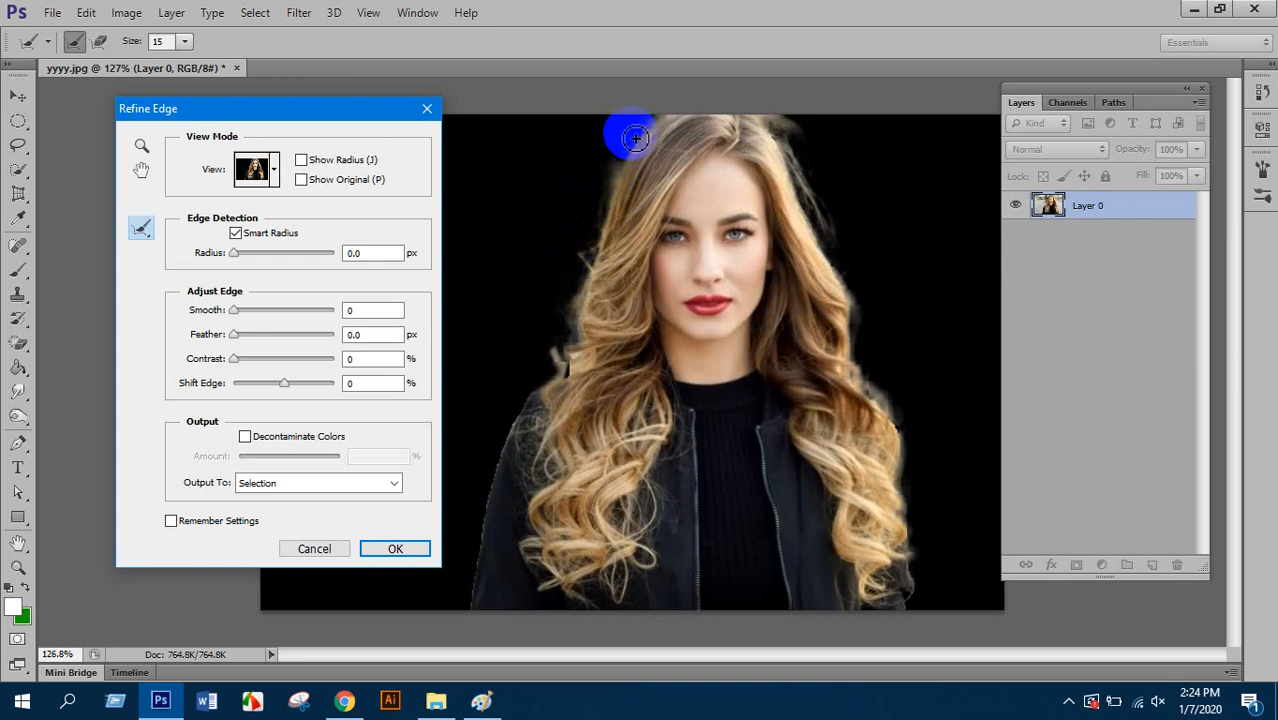 Ps File Edit Image Layer Type Select Filter 3D View Window Help
Size: 15 Essentials
yyyy.jpg @ 127% (Layer 0, RGB/8#) * ×
Refine Edge
View Mode
View: Show Radius (J)
Show Original (P)
Edge Detection
Smart Radius
Radius: 0.0 px
Adjust Edge
Smooth: 0
Feather: 0.0 px
Contrast: 0 %
Shift Edge: 0 %
Output
Decontaminate Colors
Amount: %
Output To: Selection
Remember Settings
Cancel OK
Layers Channels Paths
Kind
Normal Opacity: 100%
Lock: Fill: 100%
Layer 0
126.8% Doc: 764.8K/764.8K
Mini Bridge Timeline
Ps Ai
2:24 PM
1/7/2020
1